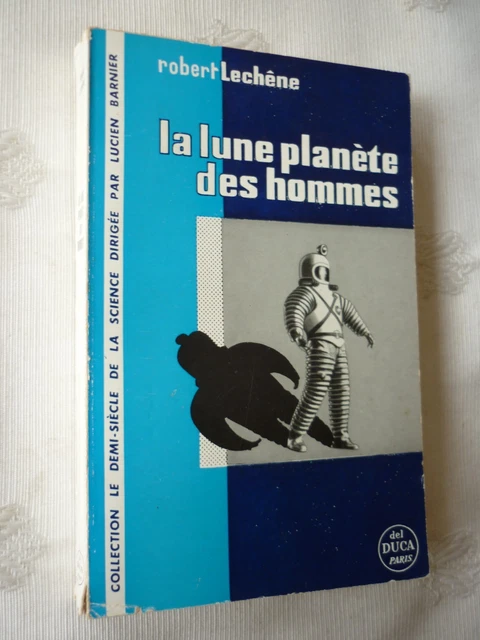 robert Lechêne
la lune planète
des hommes
COLLECTION LE DEMI-SIÈCLE DE LA SCIENCE DIRIGÉE PAR LUCIEN BARNIER
del
DUCA
PARIS